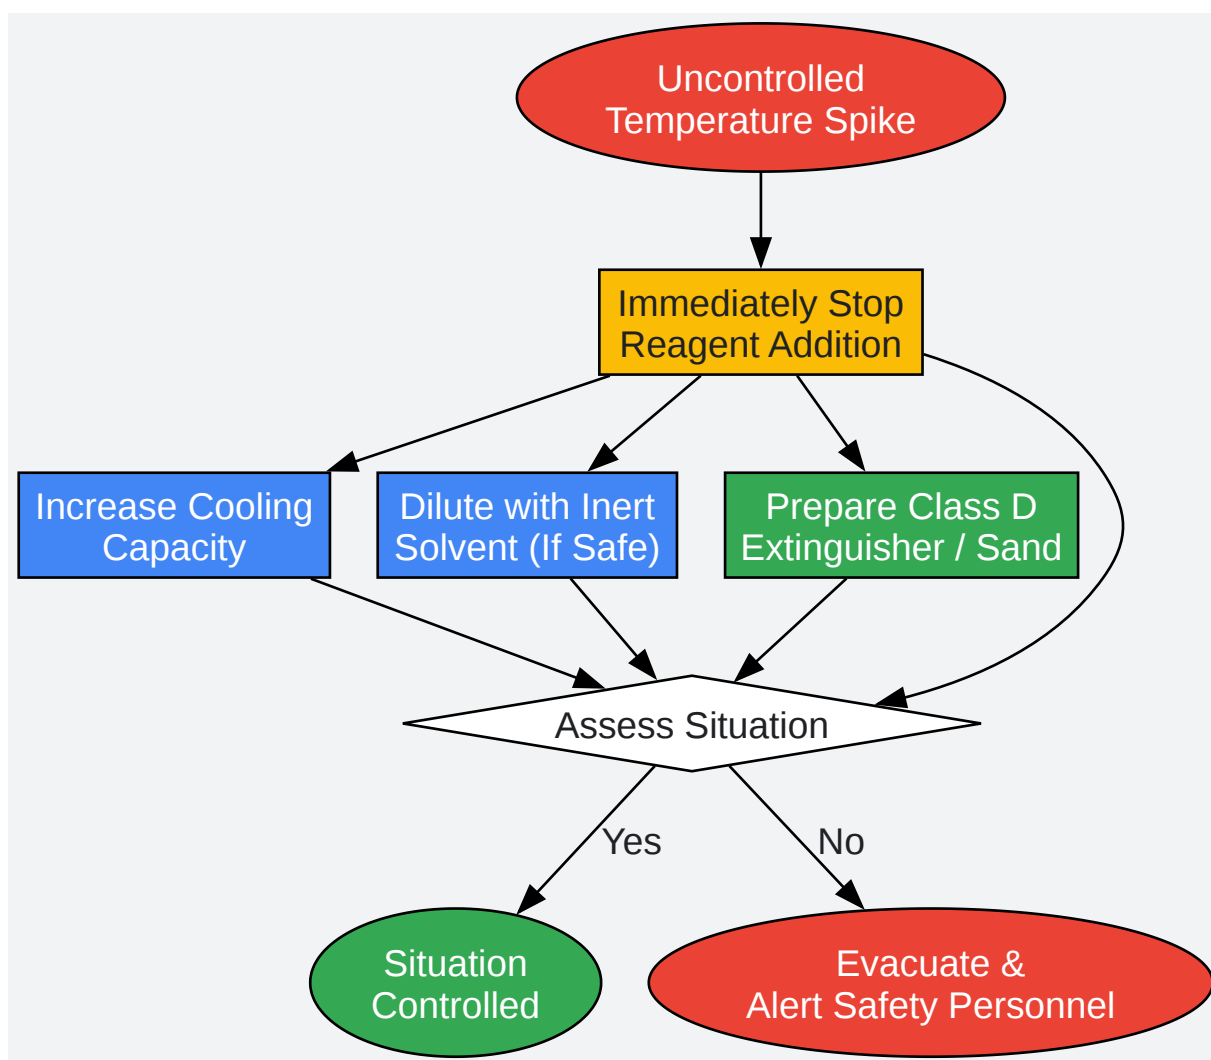 Uncontrolled
Temperature Spike
Immediately Stop
Reagent Addition
Increase Cooling
Capacity
Dilute with Inert
Solvent (If Safe)
Prepare Class D
Extinguisher / Sand
Assess Situation
Yes
No
Situation
Controlled
Evacuate &
Alert Safety Personnel